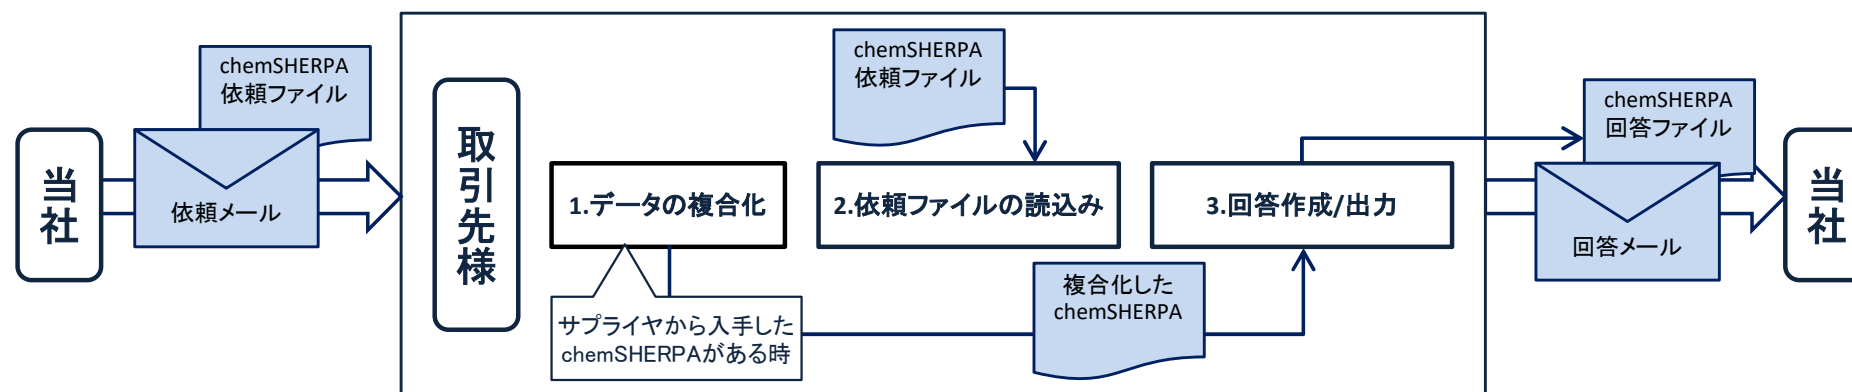 当社
chemSHERPA
依頼ファイル
依頼メール
取引先様
1.データの複合化
サプライヤから入手した
chemSHERPAがある時
chemSHERPA
依頼ファイル
2.依頼ファイルの読込み
複合化した
chemSHERPA
3.回答作成/出力
chemSHERPA
回答ファイル
回答メール
当社